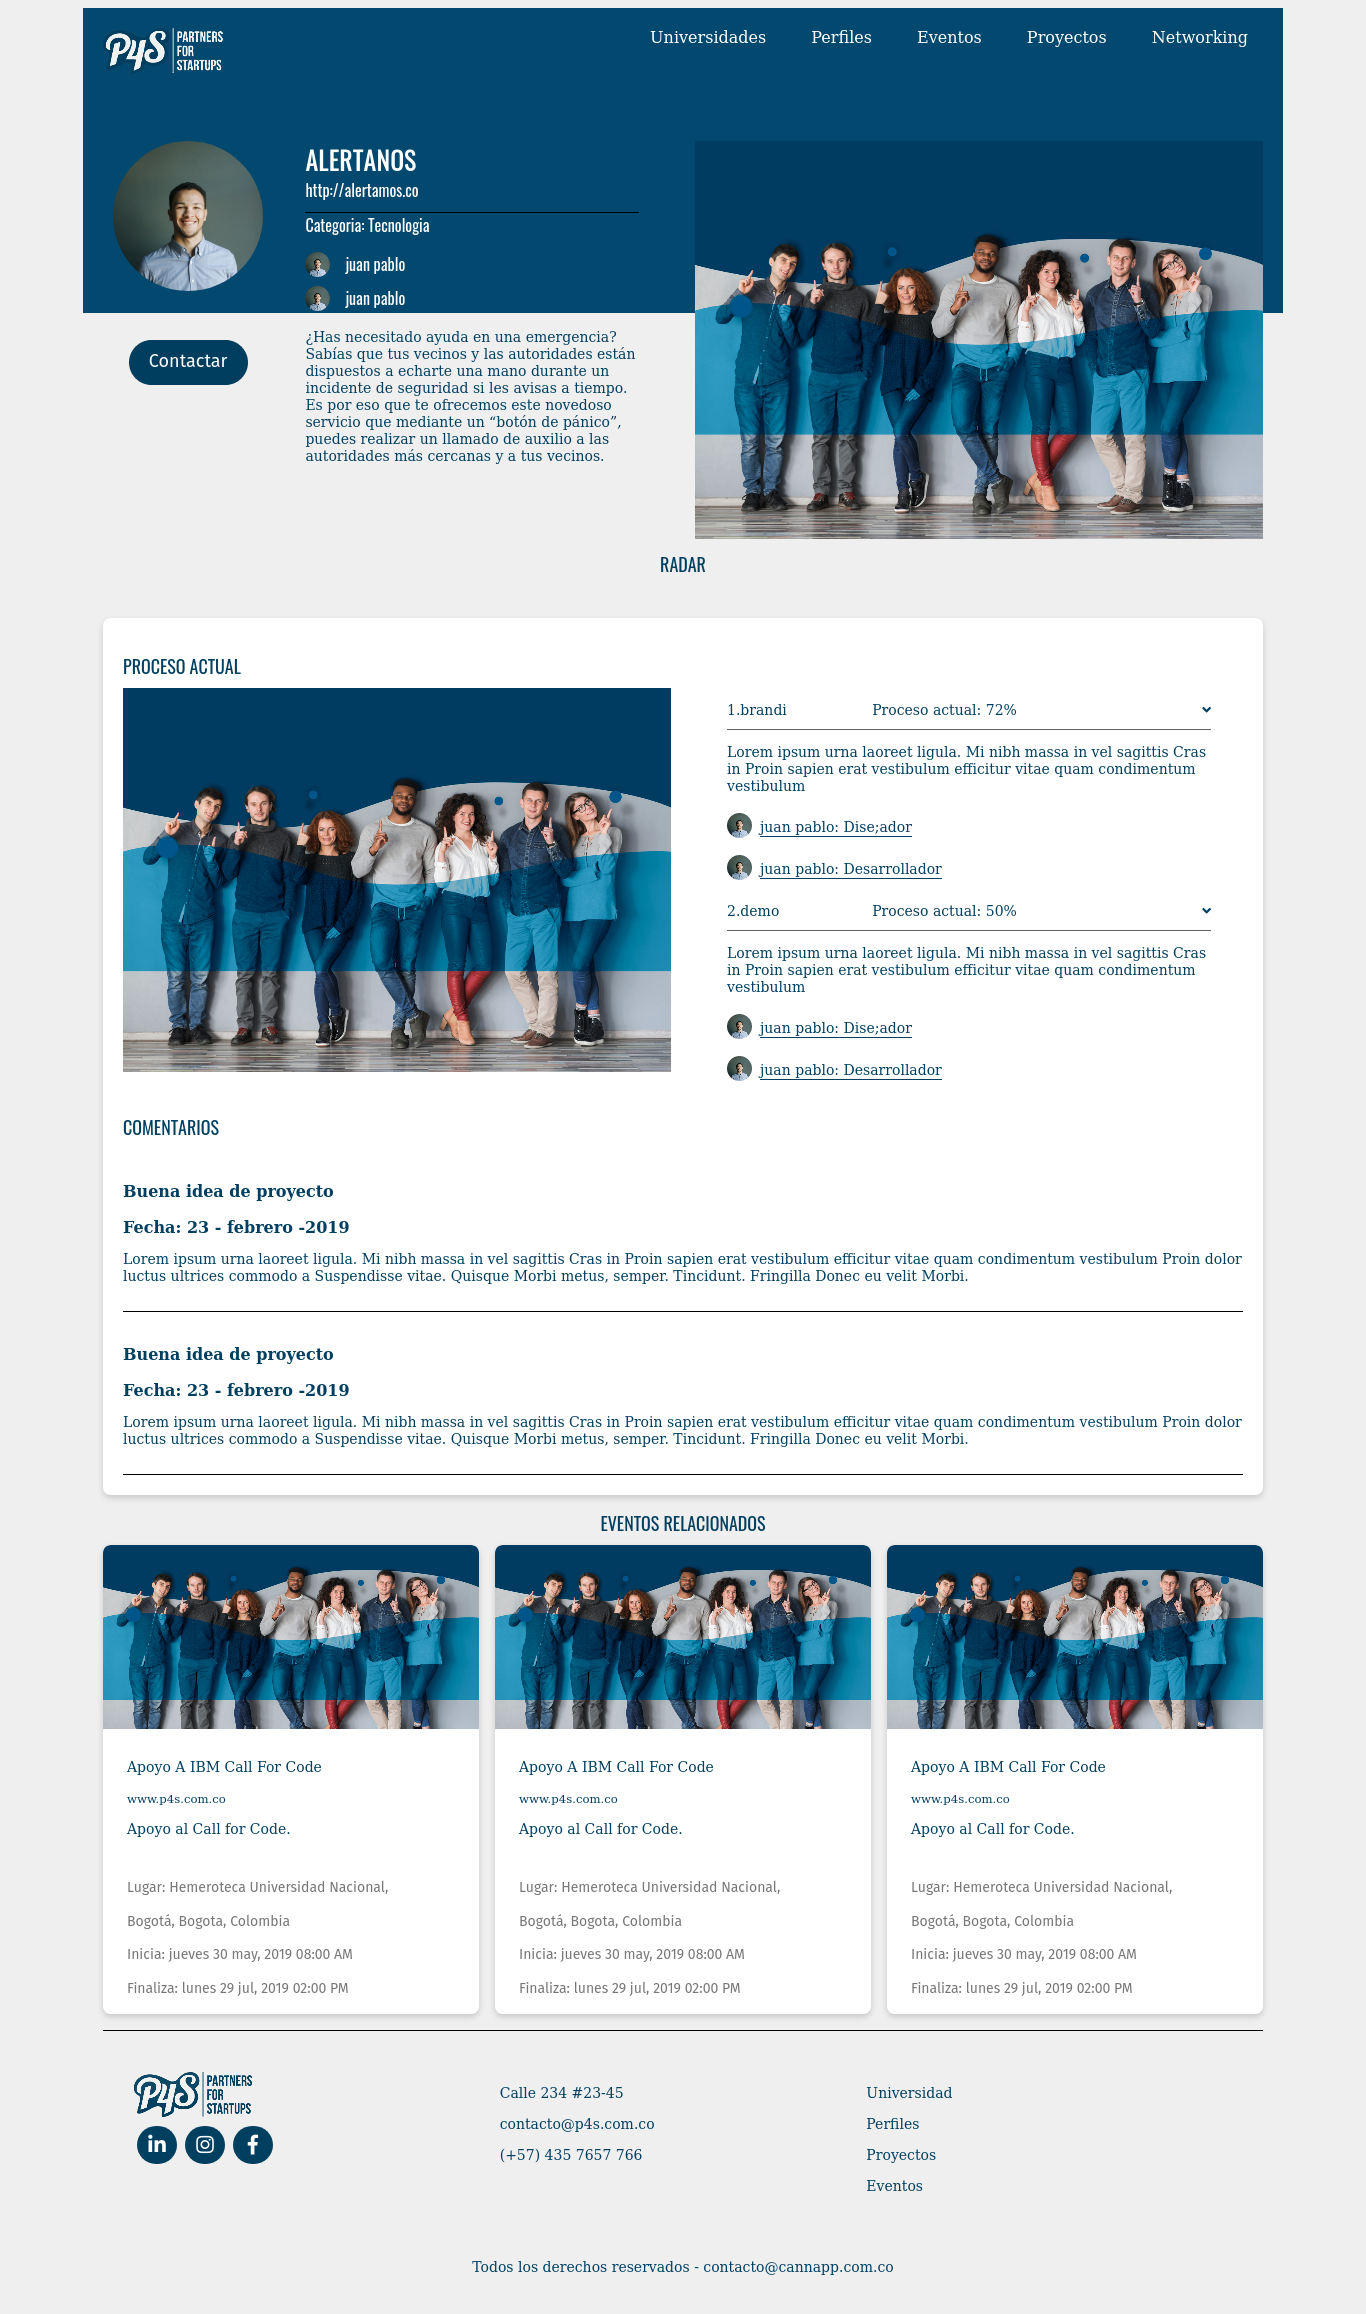 P4S PARTNERS
FOR
STARTUPS
Universidades Perfiles Eventos Proyectos Networking
ALERTANOS
http://alertamos.co
Categoria: Tecnologia
juan pablo
juan pablo
Contactar
¿Has necesitado ayuda en una emergencia?
Sabías que tus vecinos y las autoridades están
dispuestos a echarte una mano durante un
incidente de seguridad si les avisas a tiempo.
Es por eso que te ofrecemos este novedoso
servicio que mediante un “botón de pánico”,
puedes realizar un llamado de auxilio a las
autoridades más cercanas y a tus vecinos.
RADAR
PROCESO ACTUAL
1.brandi Proceso actual: 72%
Lorem ipsum urna laoreet ligula. Mi nibh massa in vel sagittis Cras
in Proin sapien erat vestibulum efficitur vitae quam condimentum
vestibulum
juan pablo: Dise;ador
juan pablo: Desarrollador
2.demo Proceso actual: 50%
Lorem ipsum urna laoreet ligula. Mi nibh massa in vel sagittis Cras
in Proin sapien erat vestibulum efficitur vitae quam condimentum
vestibulum
juan pablo: Dise;ador
juan pablo: Desarrollador
COMENTARIOS
Buena idea de proyecto
Fecha: 23 - febrero -2019
Lorem ipsum urna laoreet ligula. Mi nibh massa in vel sagittis Cras in Proin sapien erat vestibulum efficitur vitae quam condimentum vestibulum Proin dolor
luctus ultrices commodo a Suspendisse vitae. Quisque Morbi metus, semper. Tincidunt. Fringilla Donec eu velit Morbi.
Buena idea de proyecto
Fecha: 23 - febrero -2019
Lorem ipsum urna laoreet ligula. Mi nibh massa in vel sagittis Cras in Proin sapien erat vestibulum efficitur vitae quam condimentum vestibulum Proin dolor
luctus ultrices commodo a Suspendisse vitae. Quisque Morbi metus, semper. Tincidunt. Fringilla Donec eu velit Morbi.
EVENTOS RELACIONADOS
Apoyo A IBM Call For Code
www.p4s.com.co
Apoyo al Call for Code.
Lugar: Hemeroteca Universidad Nacional,
Bogotá, Bogota, Colombia
Inicia: jueves 30 may, 2019 08:00 AM
Finaliza: lunes 29 jul, 2019 02:00 PM
Apoyo A IBM Call For Code
www.p4s.com.co
Apoyo al Call for Code.
Lugar: Hemeroteca Universidad Nacional,
Bogotá, Bogota, Colombia
Inicia: jueves 30 may, 2019 08:00 AM
Finaliza: lunes 29 jul, 2019 02:00 PM
Apoyo A IBM Call For Code
www.p4s.com.co
Apoyo al Call for Code.
Lugar: Hemeroteca Universidad Nacional,
Bogotá, Bogota, Colombia
Inicia: jueves 30 may, 2019 08:00 AM
Finaliza: lunes 29 jul, 2019 02:00 PM
P4S PARTNERS
FOR
STARTUPS
Calle 234 #23-45
contacto@p4s.com.co
(+57) 435 7657 766
Universidad
Perfiles
Proyectos
Eventos
Todos los derechos reservados - contacto@cannapp.com.co